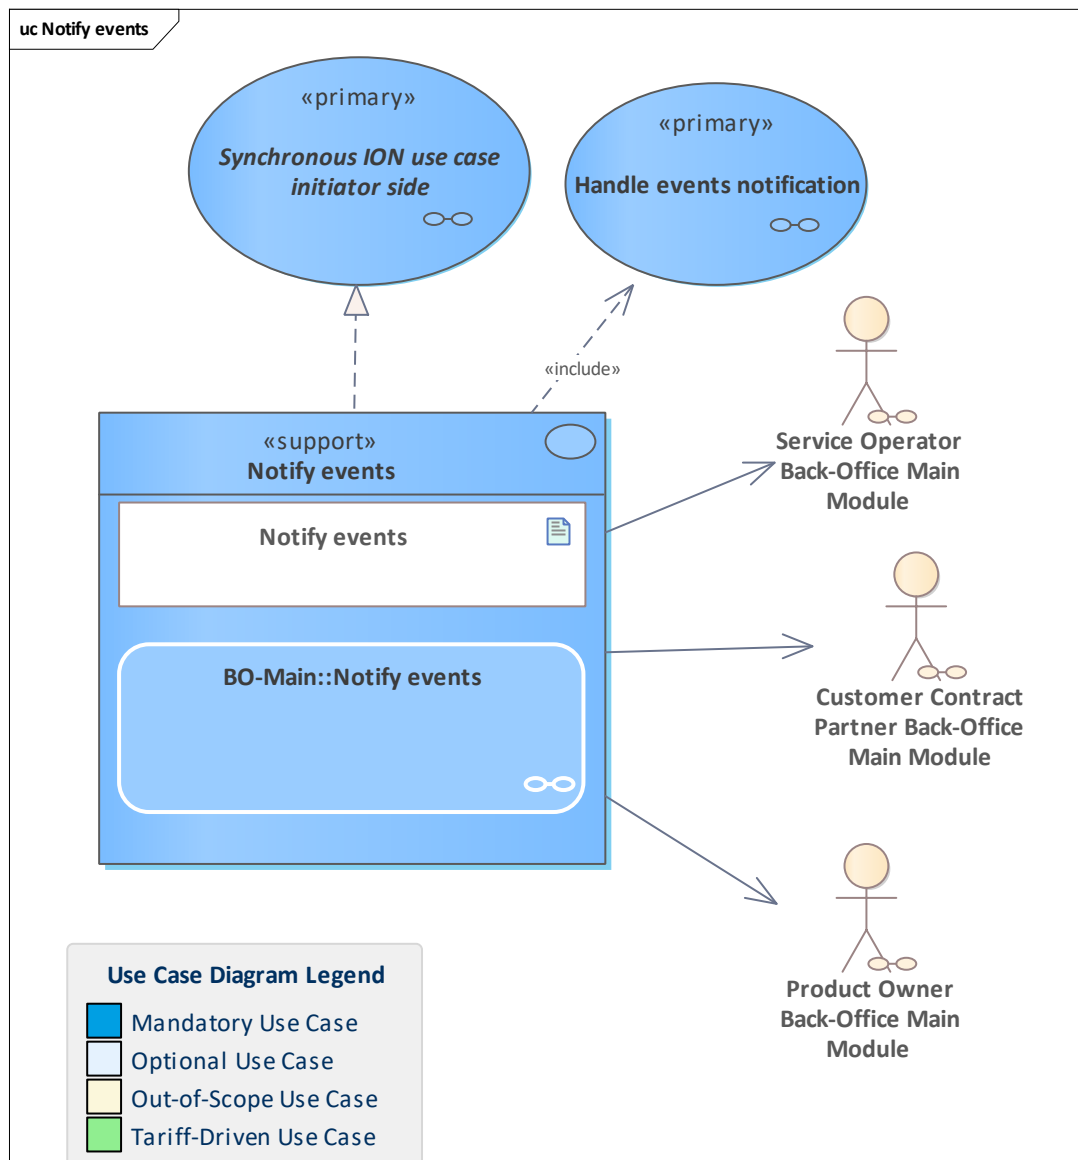 uc Notify events
«primary»
Synchronous ION use case
initiator side
«primary»
Handle events notification
«include»
«support»
Notify events
Notify events
BO-Main::Notify events
Service Operator
Back-Office Main
Module
Customer Contract
Partner Back-Office
Main Module
Product Owner
Back-Office Main
Module
Use Case Diagram Legend
Mandatory Use Case
Optional Use Case
Out-of-Scope Use Case
Tariff-Driven Use Case